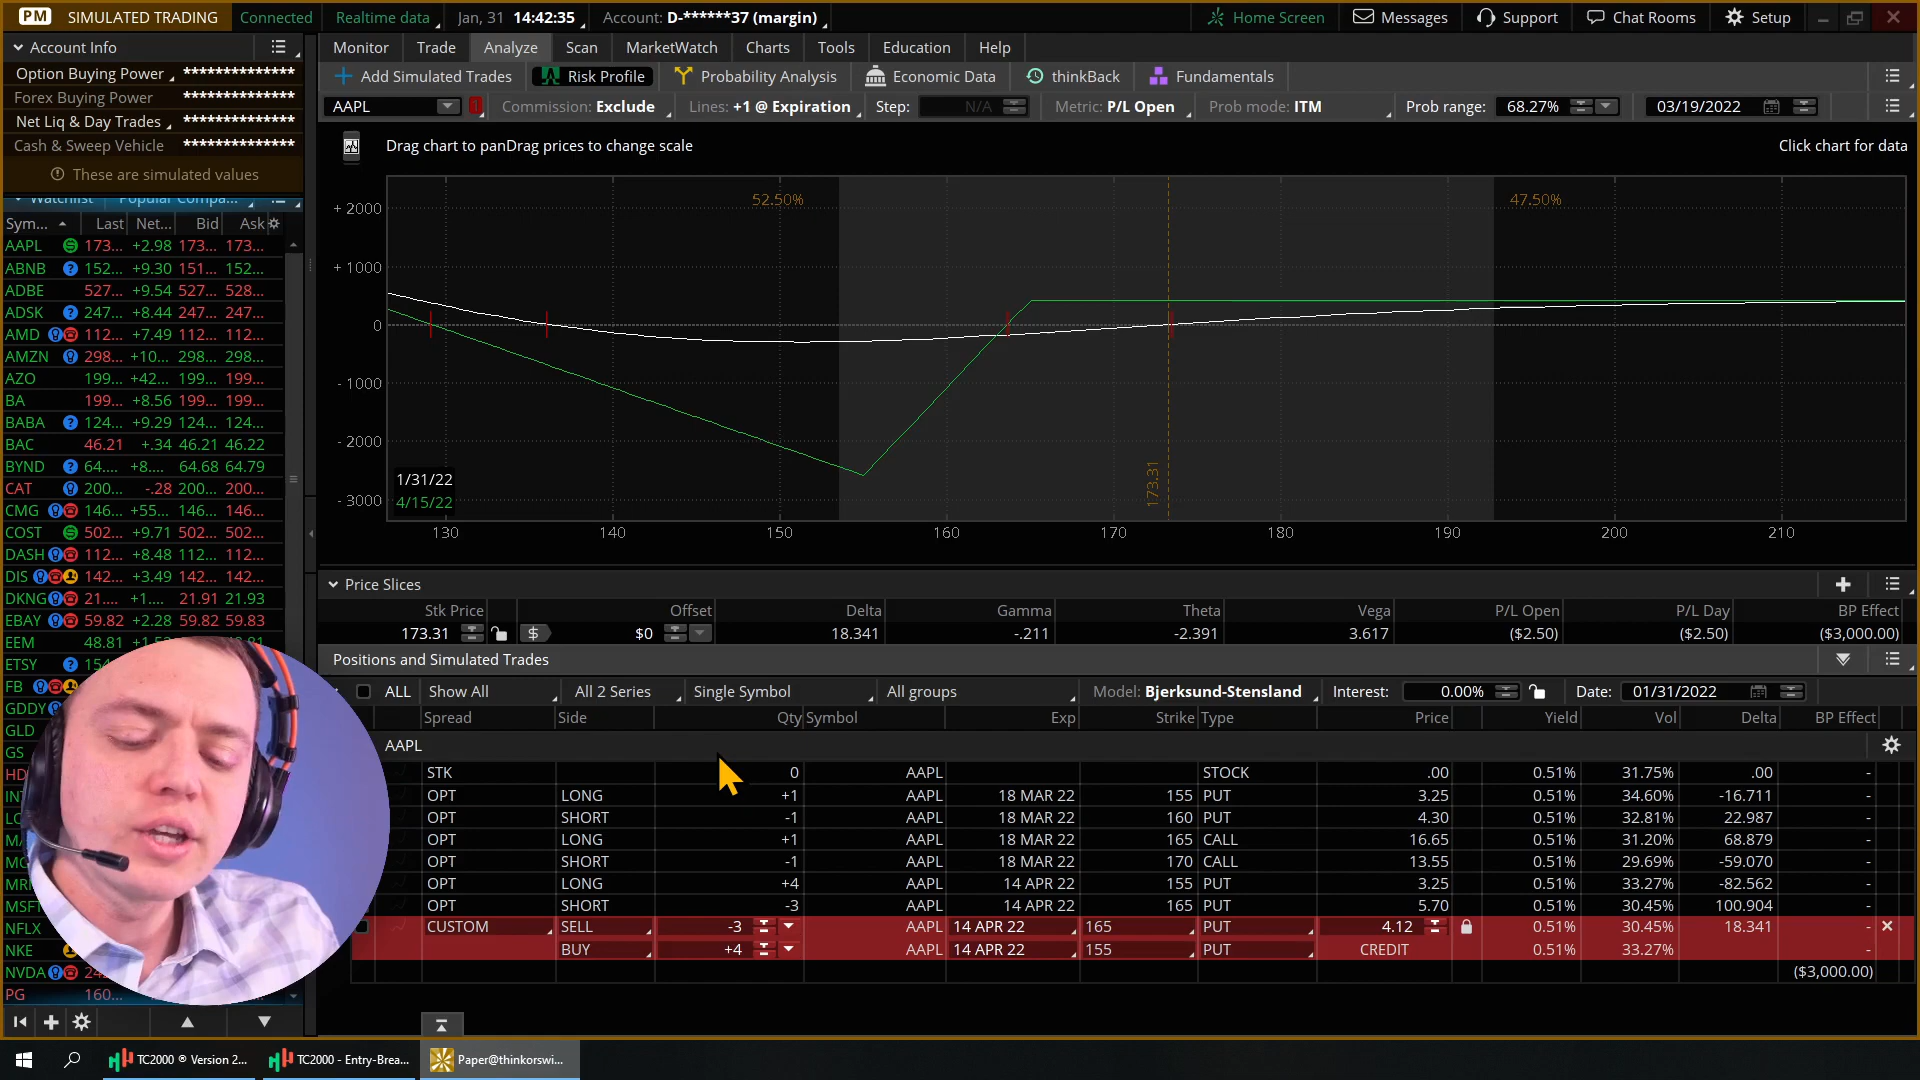 PM SIMULATED TRADING Connected Realtime data Jan, 31 14:42:35 Account: D-******37 (margin) Home Screen Messages Support Chat Rooms Setup
Account Info
Monitor Trade Analyze Scan MarketWatch Charts Tools Education Help
Option Buying Power **************
Add Simulated Trades Risk Profile Probability Analysis Economic Data thinkBack Fundamentals
Forex Buying Power **************
AAPL Commission: Exclude Lines: +1 @ Expiration Step: N/A Metric: P/L Open Prob mode: ITM Prob range: 68.27% 03/19/2022
Net Liq & Day Trades **************
Cash & Sweep Vehicle **************
These are simulated values
Drag chart to pan Drag prices to change scale Click chart for data
Watchlist Popular Compa...
Sym... Last Net... Bid Ask
AAPL 173... +2.98 173... 173...
ABNB 152... +9.30 151... 152...
ADBE 527... +9.54 527... 528...
ADSK 247... +8.44 247... 247...
AMD 112... +7.49 112... 112...
AMZN 298... +10... 298... 298...
AZO 199... +42... 199... 199...
BA 199... +8.56 199... 199...
BABA 124... +9.29 124... 124...
BAC 46.21 +.34 46.21 46.22
BYND 64.... +8.... 64.68 64.79
CAT 200... -.28 200... 200...
CMG 146... +55... 146... 146...
COST 502... +9.71 502... 502...
DASH 112... +8.48 112... 112...
DIS 142... +3.49 142... 142...
DKNG 21.... +1.... 21.91 21.93
EBAY 59.82 +2.28 59.82 59.83
EEM 48.81
ETSY
FB
GDDY
GLD
GS
NFLX
NKE
NVDA
PG 160...
52.50% 47.50%
+ 2000
+ 1000
0
- 1000
- 2000
- 3000
173.31
1/31/22
4/15/22
130 140 150 160 170 180 190 200 210
Price Slices
Stk Price Offset Delta Gamma Theta Vega P/L Open P/L Day BP Effect
173.31 $ $0 18.341 -.211 -2.391 3.617 ($2.50) ($2.50) ($3,000.00)
Positions and Simulated Trades
ALL Show All All 2 Series Single Symbol All groups Model: Bjerksund-Stensland Interest: 0.00% Date: 01/31/2022
Spread Side Qty Symbol Exp Strike Type Price Yield Vol Delta BP Effect
AAPL
STK 0 AAPL STOCK .00 0.51% 31.75% .00 -
OPT LONG +1 AAPL 18 MAR 22 155 PUT 3.25 0.51% 34.60% -16.711 -
OPT SHORT -1 AAPL 18 MAR 22 160 PUT 4.30 0.51% 32.81% 22.987 -
OPT LONG +1 AAPL 18 MAR 22 165 CALL 16.65 0.51% 31.20% 68.879 -
OPT SHORT -1 AAPL 18 MAR 22 170 CALL 13.55 0.51% 29.69% -59.070 -
OPT LONG +4 AAPL 14 APR 22 155 PUT 3.25 0.51% 33.27% -82.562 -
OPT SHORT -3 AAPL 14 APR 22 165 PUT 5.70 0.51% 30.45% 100.904 -
CUSTOM SELL -3 AAPL 14 APR 22 165 PUT 4.12 0.51% 30.45% 18.341 -
BUY +4 AAPL 14 APR 22 155 PUT CREDIT 0.51% 33.27%
($3,000.00)
TC2000 ® Version 2... TC2000 - Entry-Brea... Paper@thinkorswi...